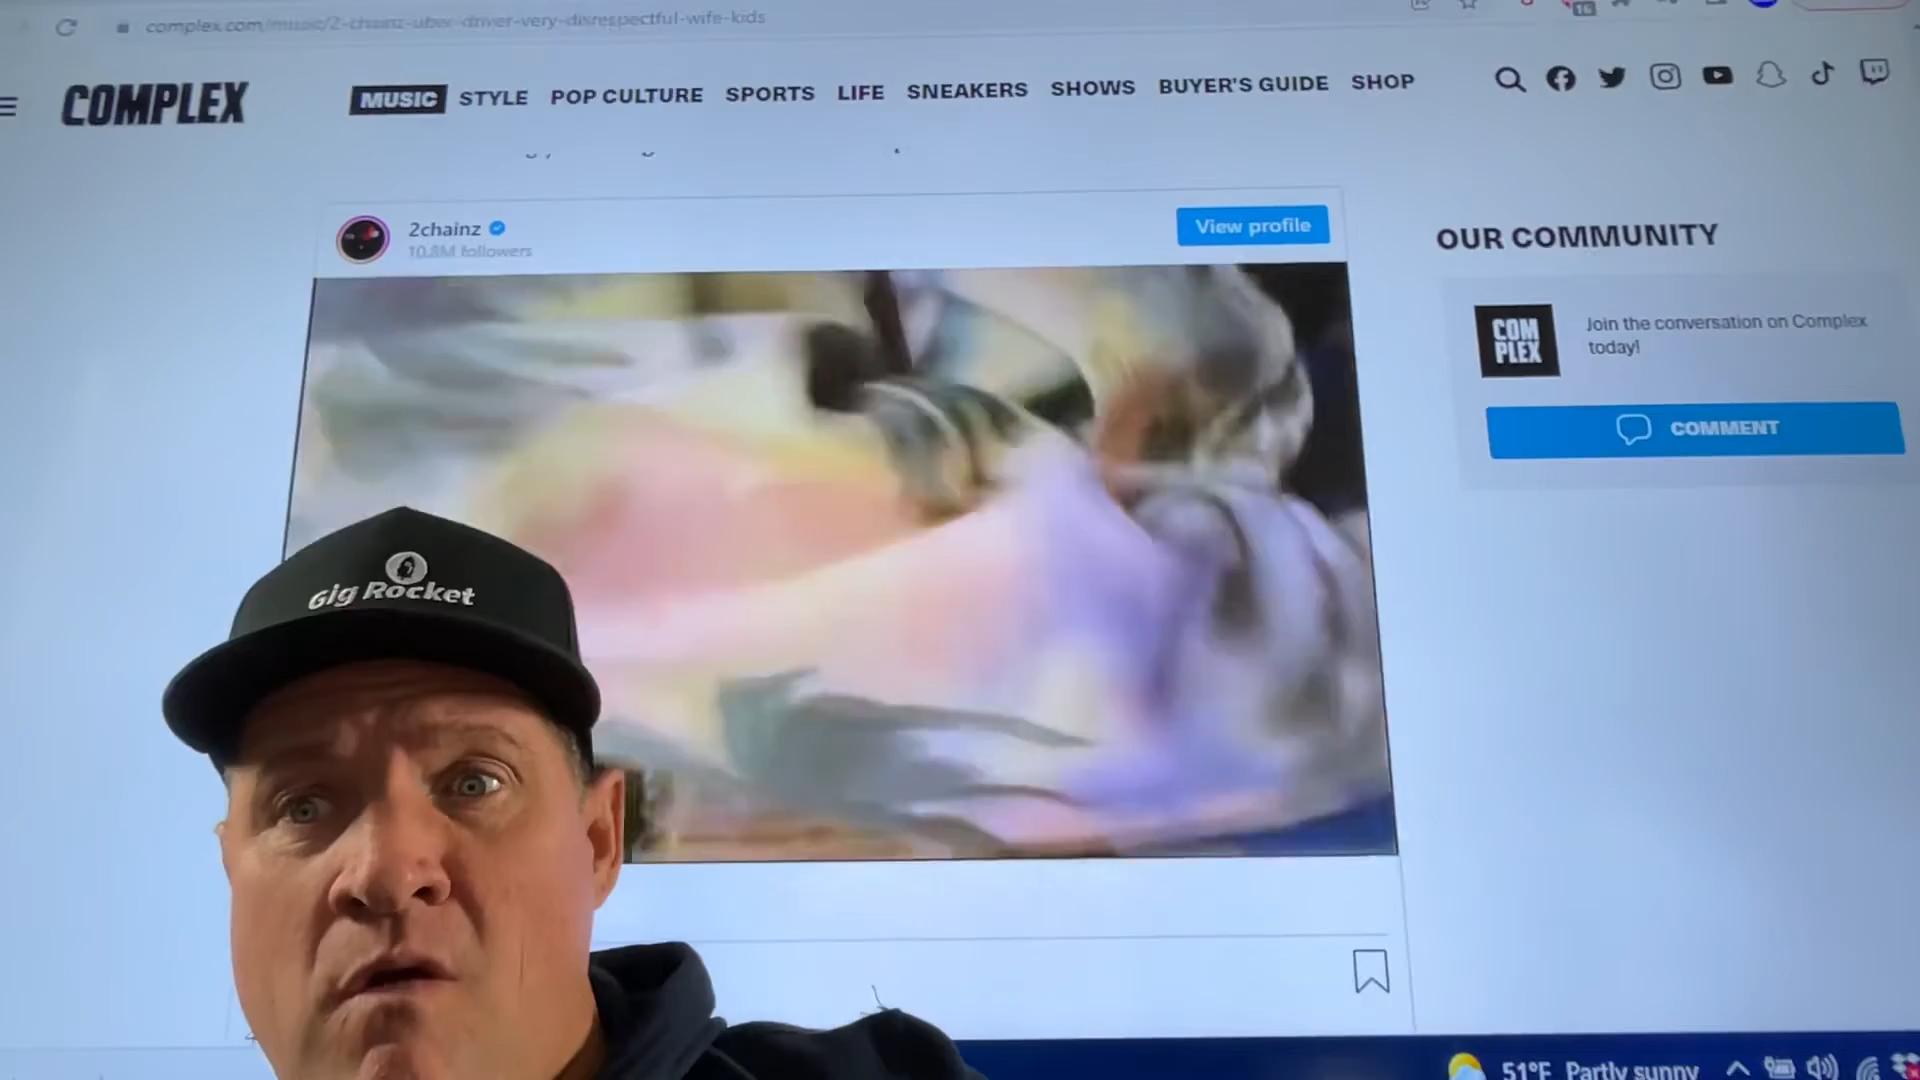 complex.com/music/2-chainz-uber-driver-very-disrespectful-wife-kids
16
COMPLEX
MUSIC STYLE POP CULTURE SPORTS LIFE SNEAKERS SHOWS BUYER'S GUIDE SHOP
2chainz
10.8M followers
View profile
OUR COMMUNITY
COM
PLEX
Join the conversation on Complex
today!
COMMENT
Gig Rocket
51°F Partly sunny